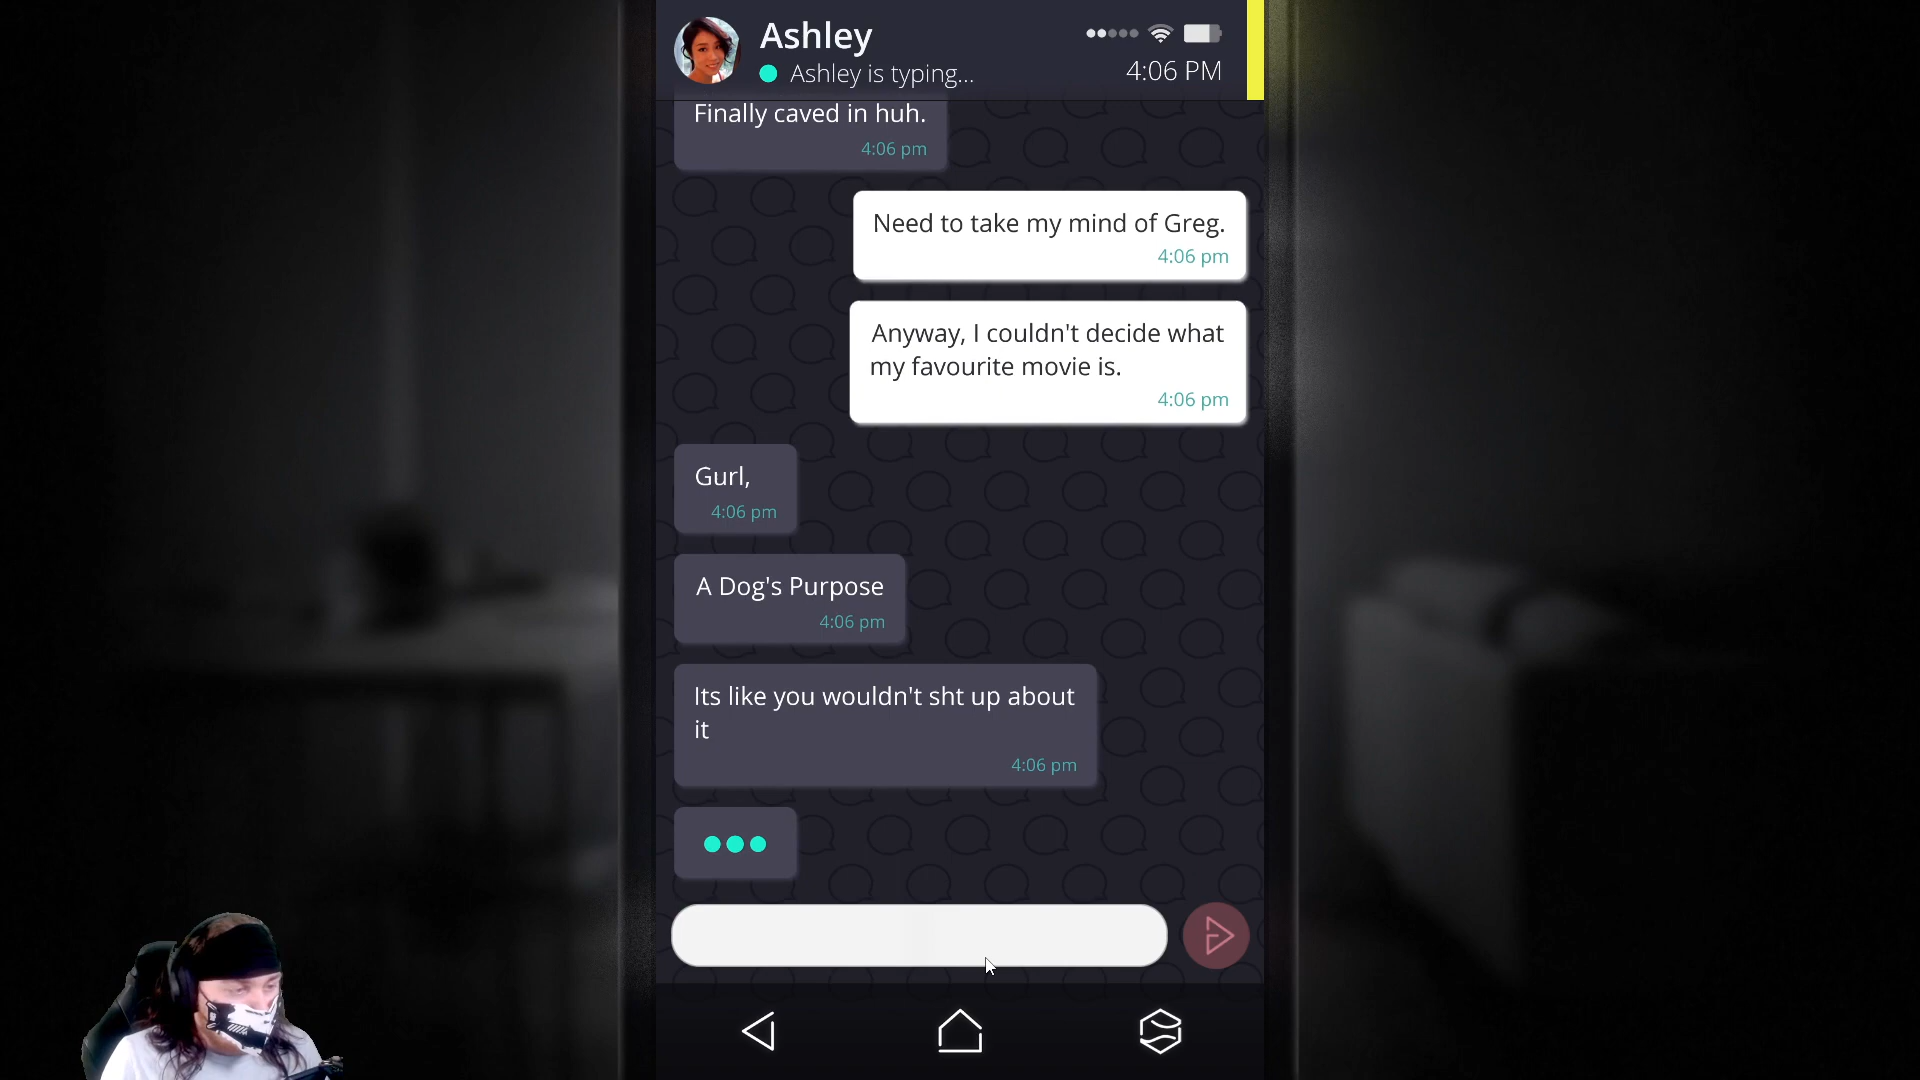 Ashley
Ashley is typing...
4:06 PM
Finally caved in huh.
4:06 pm
Need to take my mind of Greg.
4:06 pm
Anyway, I couldn't decide what
my favourite movie is.
4:06 pm
Gurl,
4:06 pm
A Dog's Purpose
4:06 pm
Its like you wouldn't sht up about
it
4:06 pm